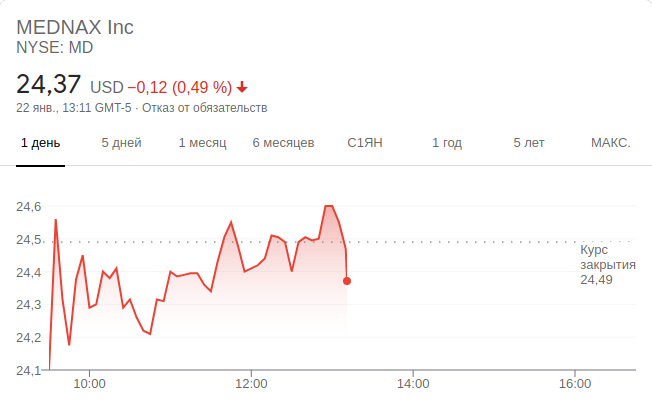 MEDNAX Inc
NYSE: MD
24,37 USD −0,12 (0,49 %)
22 янв., 13:11 GMT-5 · Отказ от обязательств
1 день 5 дней 1 месяц 6 месяцев С1ЯН 1 год 5 лет МАКС.
24,6
24,5
Курс
закрытия
24,49
24,4
24,3
24,2
24,1
10:00 12:00 14:00 16:00